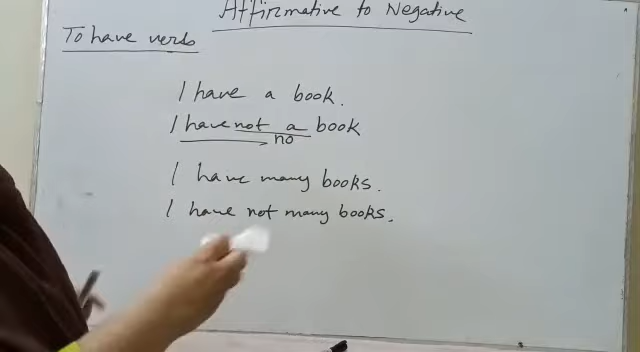 Affirmative to Negative
To have verbs
I have a book.
I have not a book
no
I have many books.
I have not many books.